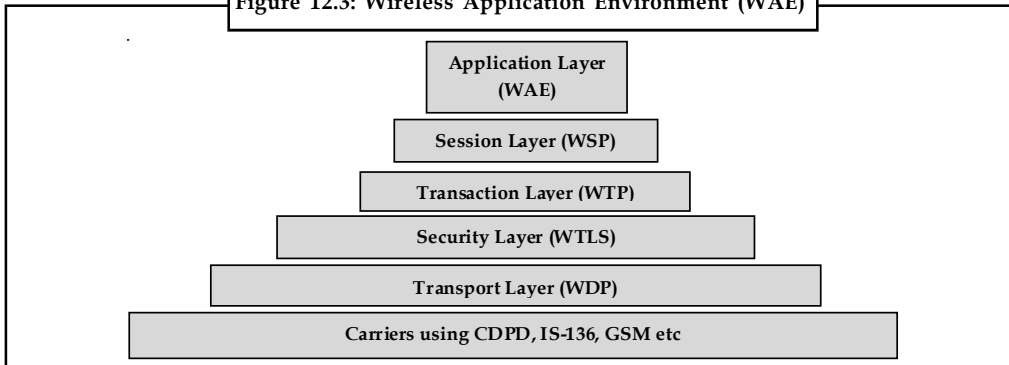 Figure 12.3: Wireless Application Environment (WAE)
Application Layer
(WAE)
Session Layer (WSP)
Transaction Layer (WTP)
Security Layer (WTLS)
Transport Layer (WDP)
Carriers using CDPD, IS-136, GSM etc